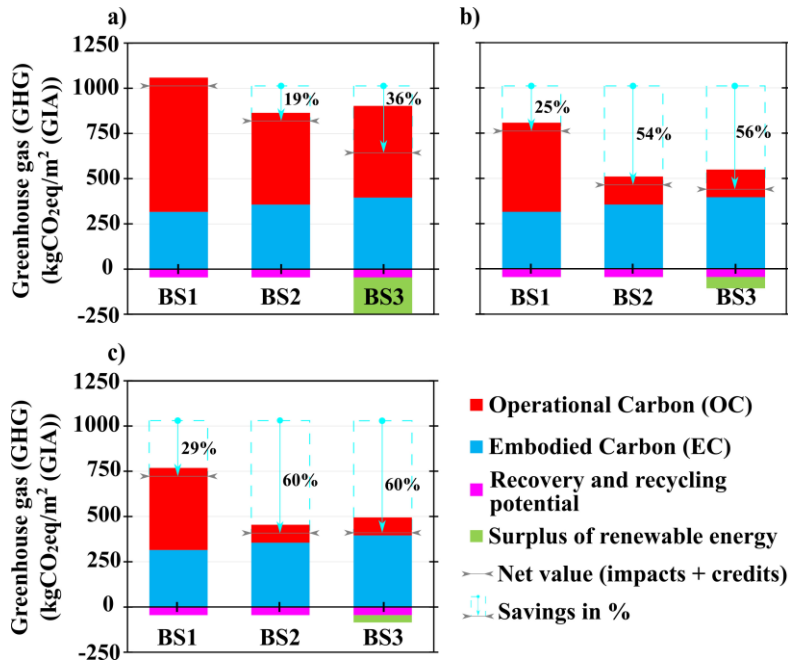 a)
Greenhouse gas (GHG)
(kgCO₂eq/m² (GIA))
1250
1000
750
500
250
0
-250
19%
36%
BS1
BS2
BS3
b)
25%
54%
56%
BS1
BS2
BS3
c)
Greenhouse gas (GHG)
(kgCO₂eq/m² (GIA))
1250
1000
750
500
250
0
-250
29%
60%
60%
BS1
BS2
BS3
Operational Carbon (OC)
Embodied Carbon (EC)
Recovery and recycling
potential
Surplus of renewable energy
Net value (impacts + credits)
Savings in %